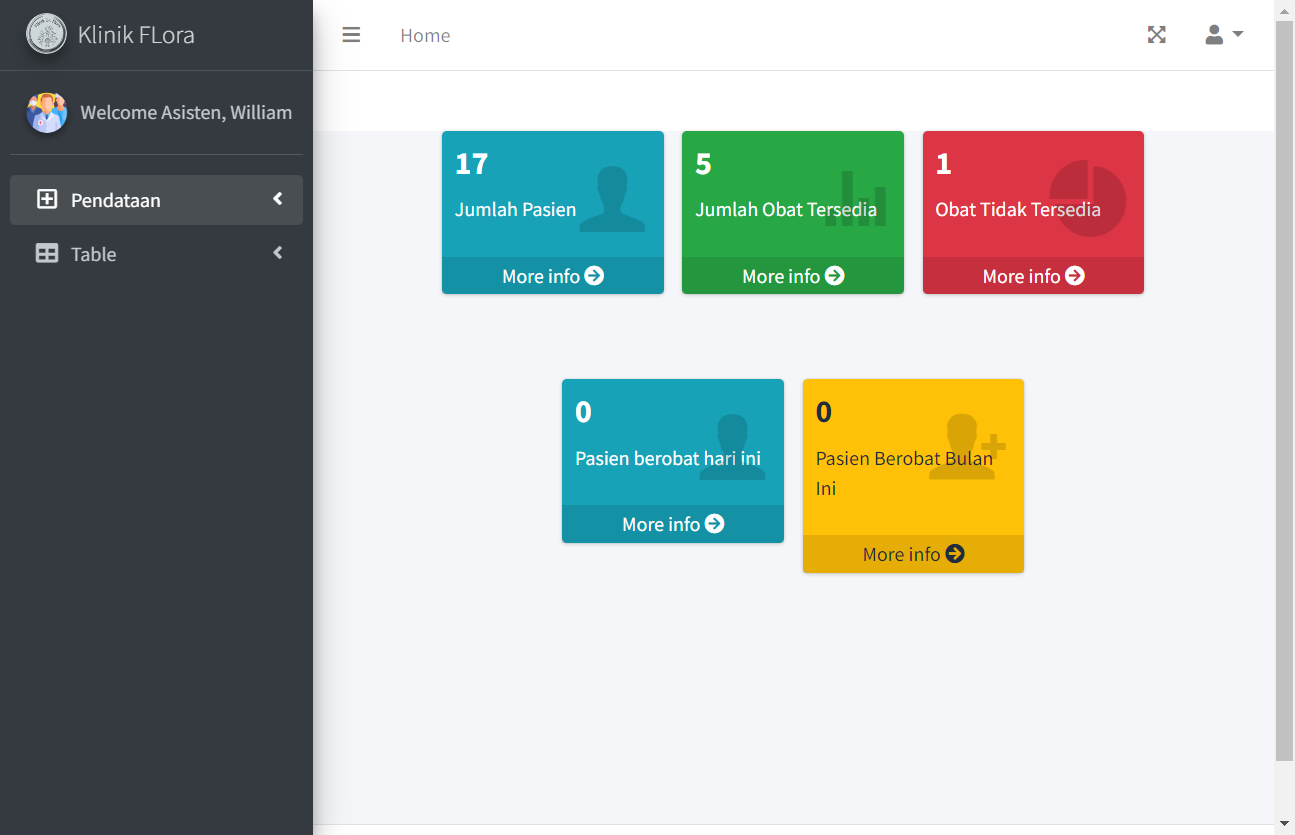 Klinik FLora
Home
Welcome Asisten, William
Pendataan
Table
17
Jumlah Pasien
More info
5
Jumlah Obat Tersedia
More info
1
Obat Tidak Tersedia
More info
0
Pasien berobat hari ini
More info
0
Pasien Berobat Bulan
Ini
More info